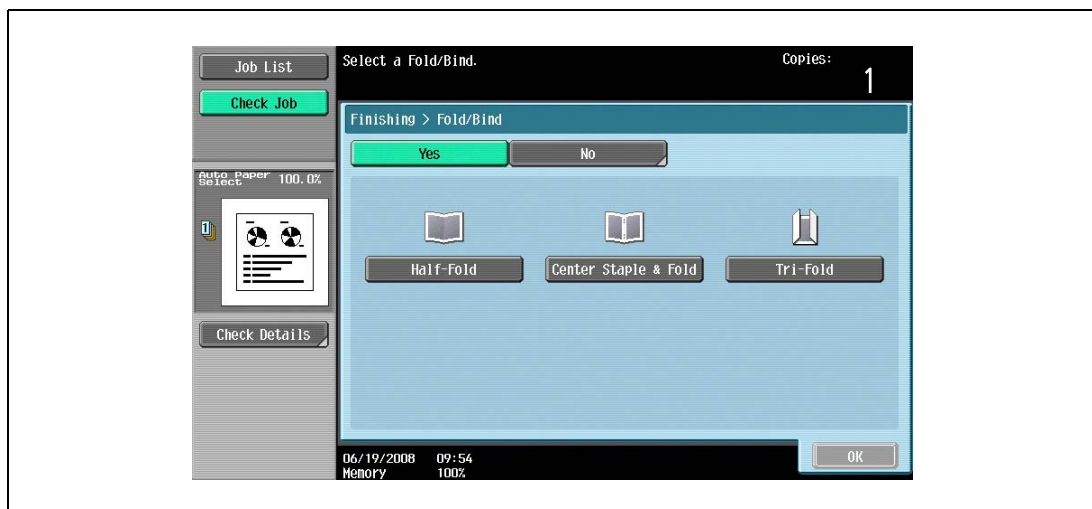 Job List
Check Job
Select a Fold/Bind.
Copies:
1
Finishing > Fold/Bind
Yes
No
Auto Paper
Select
100.0%
1
Half-Fold
Center Staple & Fold
Tri-Fold
Check Details
OK
06/19/2008 09:54
Memory 100%